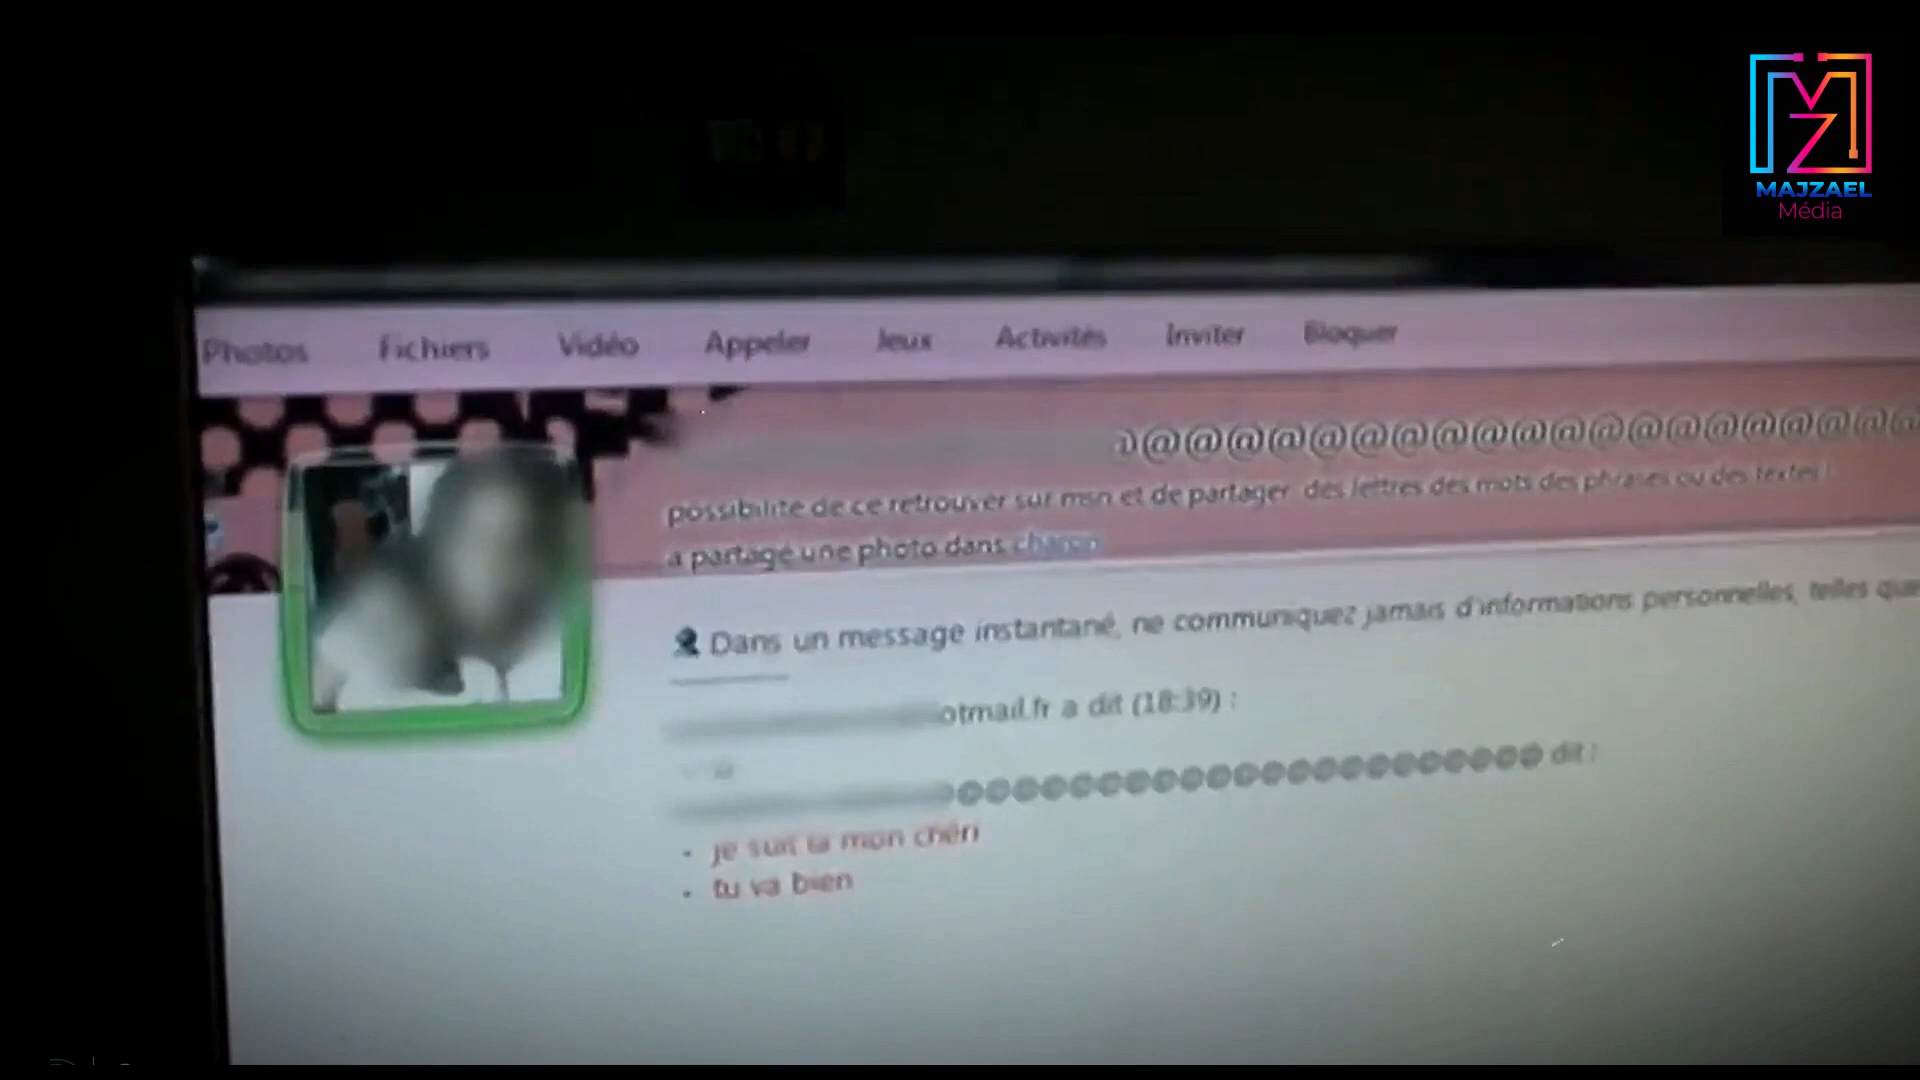 MAJZAEL
Média
Photos Fichiers Vidéo Appeler Jeux Activités Inviter Bloquer
@@@@@@@@@@@@@@@@@@@@
possibilite de ce retrouver sur msn et de partager des lettres des mots des phrases ou des textes !
a partagé une photo dans
Dans un message instantané, ne communiquez jamais d'informations personnelles, telles que
otmail.fr a dit (18:39) :
@@@@@@@@@@@@@@@@@@@@@ dit :
- je suit la mon chéri
- tu va bien